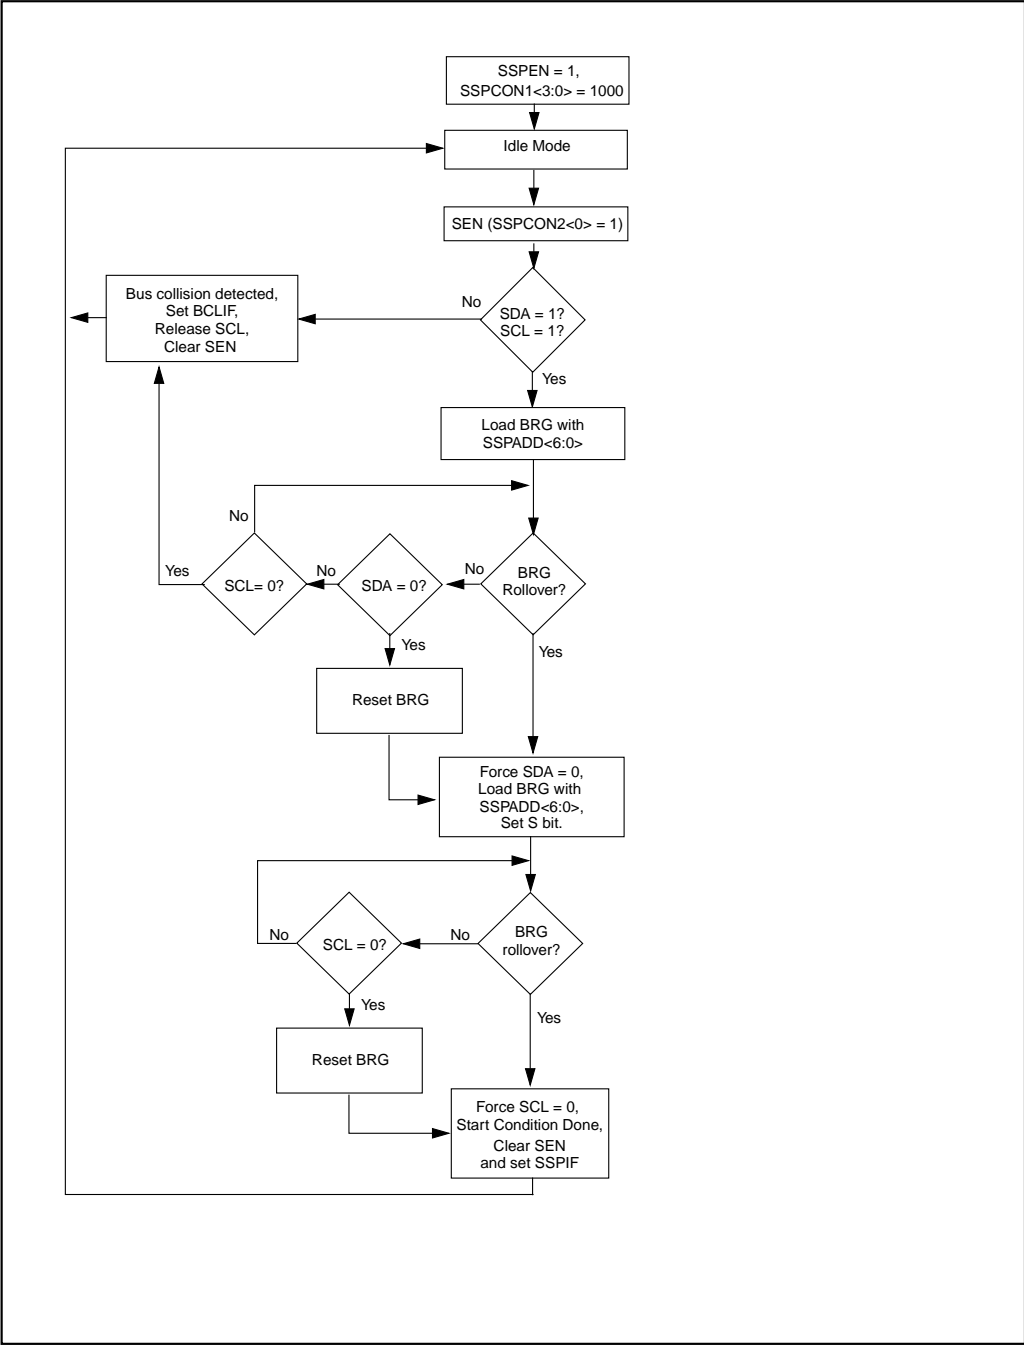 SSPEN = 1,
SSPCON1<3:0> = 1000
Idle Mode
SEN (SSPCON2<0> = 1)
Bus collision detected,
Set BCLIF,
Release SCL,
Clear SEN
No
SDA = 1?
SCL = 1?
Yes
Load BRG with
SSPADD<6:0>
No
Yes
SCL= 0?
No
SDA = 0?
No
BRG
Rollover?
Yes
Yes
Reset BRG
Force SDA = 0,
Load BRG with
SSPADD<6:0>,
Set S bit.
No
SCL = 0?
No
BRG
rollover?
Yes
Yes
Reset BRG
Force SCL = 0,
Start Condition Done,
Clear SEN
and set SSPIF